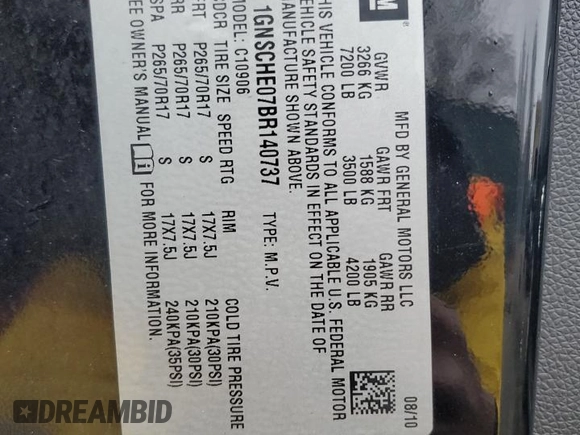 GM
MFD BY GENERAL MOTORS LLC 08/10
GVWR GAWR FRT GAWR RR
3266 KG 1588 KG 1905 KG
7200 LB 3500 LB 4200 LB
THIS VEHICLE CONFORMS TO ALL APPLICABLE U.S. FEDERAL MOTOR
VEHICLE SAFETY STANDARDS IN EFFECT ON THE DATE OF
MANUFACTURE SHOWN ABOVE.
1GNSCHE07BR140737 TYPE: M.P.V.
MODEL: C10906
TIRE SIZE SPEED RTG RIM COLD TIRE PRESSURE
FRT P265/70R17 S 17X7.5J 210KPA(30PSI)
RR P265/70R17 S 17X7.5J 210KPA(30PSI)
SPA P265/70R17 S 17X7.5J 240KPA(35PSI)
SEE OWNER'S MANUAL FOR MORE INFORMATION.
DREAMBID